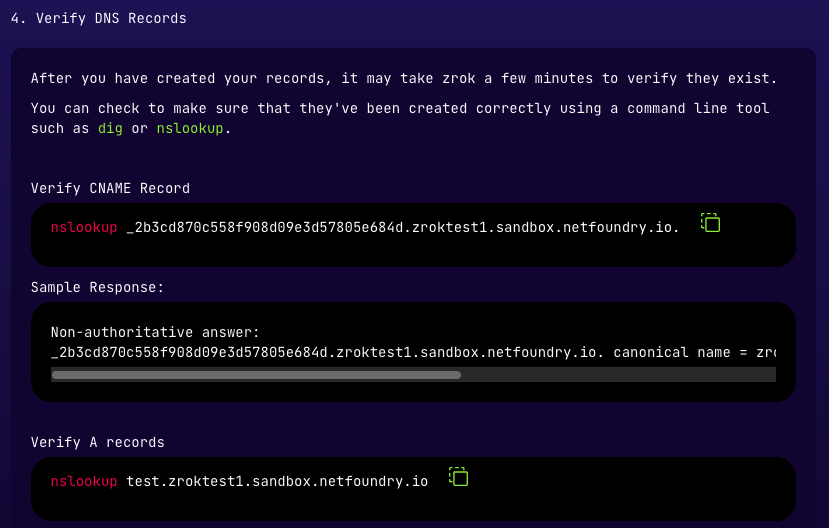 4. Verify DNS Records
After you have created your records, it may take zrok a few minutes to verify they exist.
You can check to make sure that they've been created correctly using a command line tool
such as dig or nslookup.
Verify CNAME Record
nslookup _2b3cd870c558f908d09e3d57805e684d.zroktest1.sandbox.netfoundry.io.
Sample Response:
Non-authoritative answer:
_2b3cd870c558f908d09e3d57805e684d.zroktest1.sandbox.netfoundry.io. canonical name =
Verify A records
nslookup test.zroktest1.sandbox.netfoundry.io